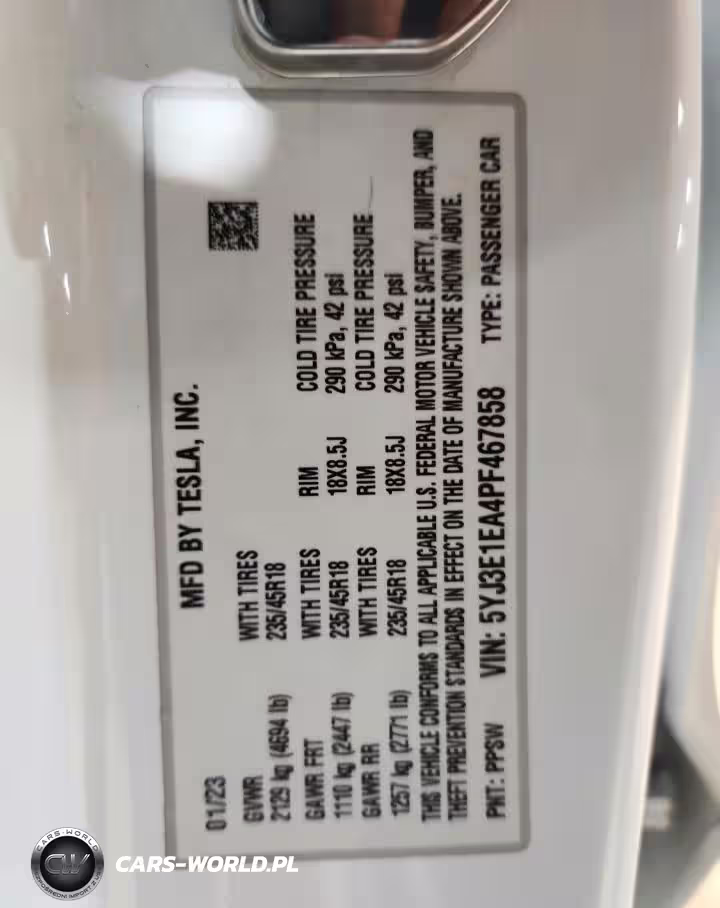 MFD BY TESLA, INC.
01/23
GVWR WITH TIRES
2129 kg (4694 lb) 235/45R18
GAWR FRT WITH TIRES RIM COLD TIRE PRESSURE
1110 kg (2447 lb) 235/45R18 18X8.5J 290 kPa, 42 psi
GAWR RR WITH TIRES RIM COLD TIRE PRESSURE
1257 kg (2771 lb) 235/45R18 18X8.5J 290 kPa, 42 psi
THIS VEHICLE CONFORMS TO ALL APPLICABLE U.S. FEDERAL MOTOR VEHICLE SAFETY, BUMPER, AND
THEFT PREVENTION STANDARDS IN EFFECT ON THE DATE OF MANUFACTURE SHOWN ABOVE.
PNT: PPSW VIN: 5YJ3E1EA4PF467858 TYPE: PASSENGER CAR
CARS-WORLD
CW
CARS-WORLD.PL